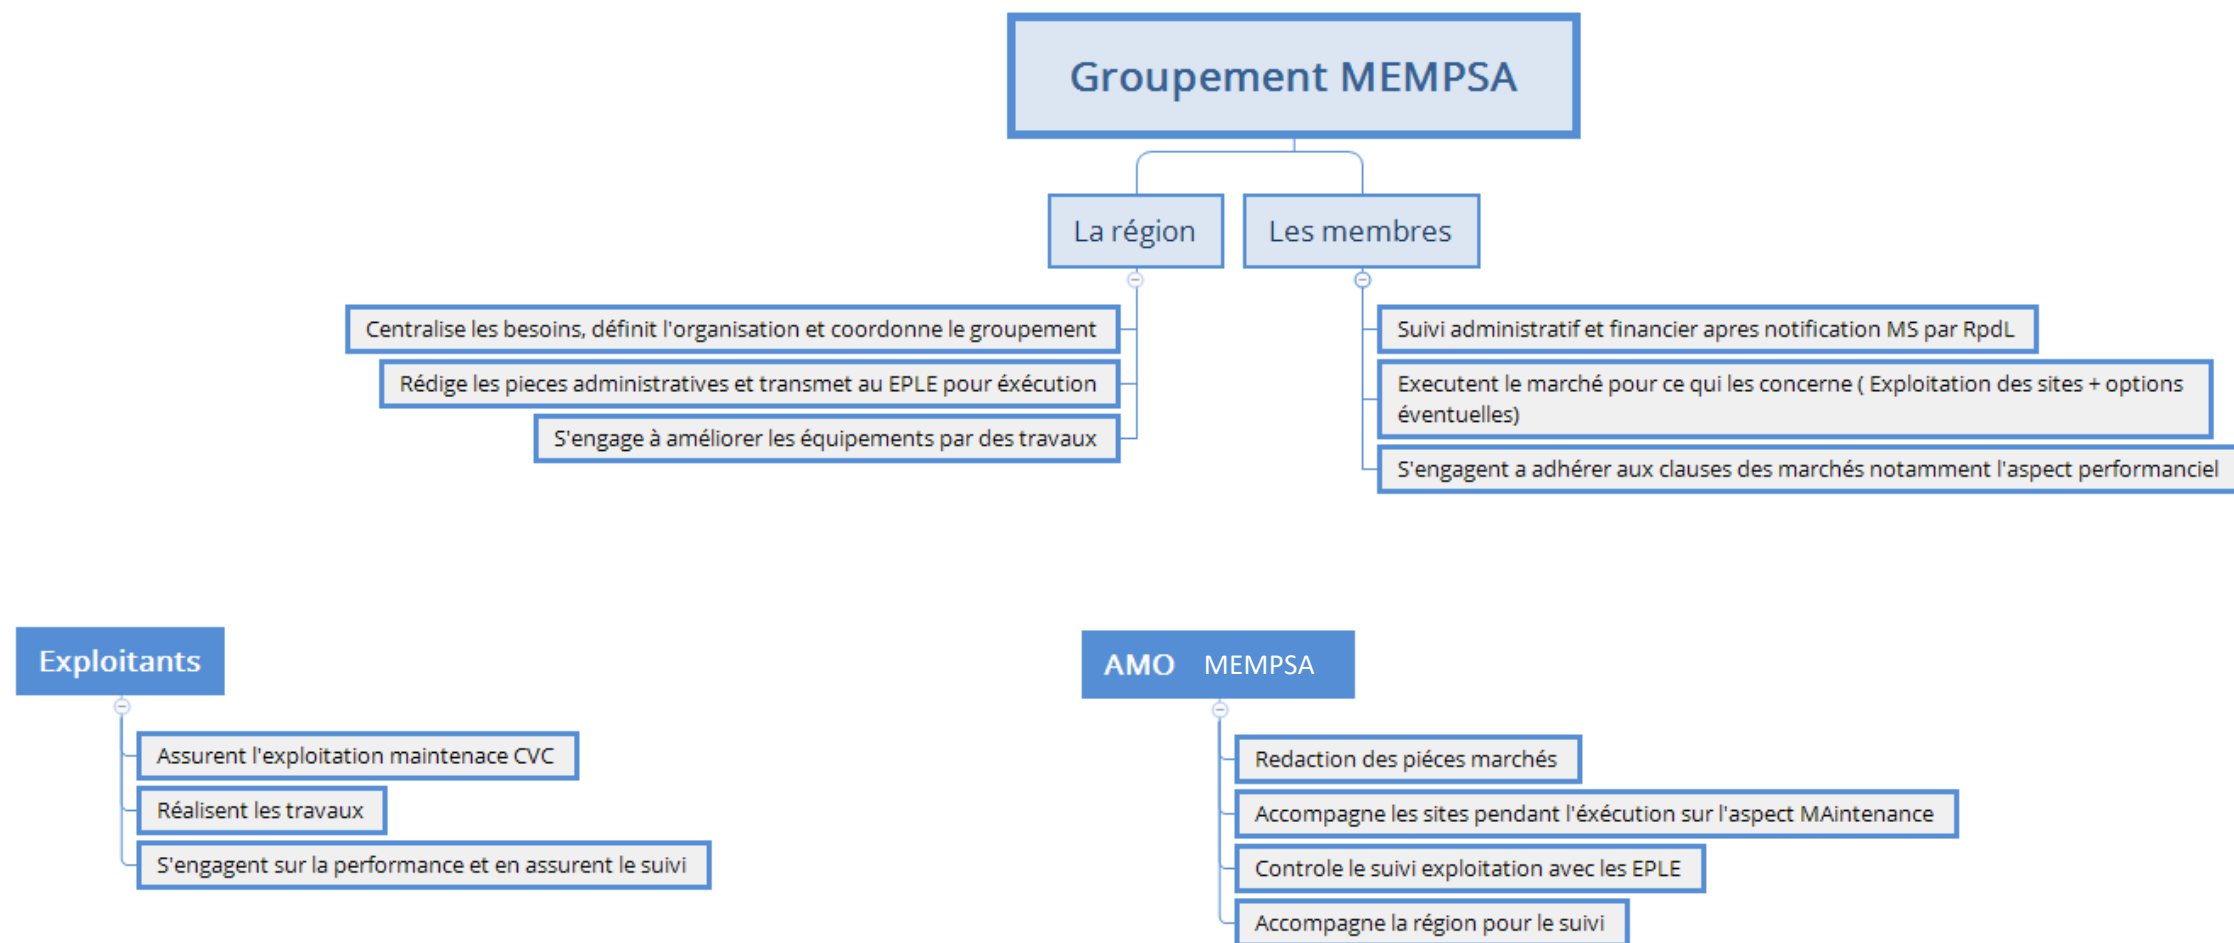 Groupement MEMPSA
La région
Les membres
Centralise les besoins, définit l'organisation et coordonne le groupement
Rédige les pieces administratives et transmet au EPLE pour éxécution
S'engage à améliorer les équipements par des travaux
Suivi administratif et financier apres notification MS par RpdL
Executent le marché pour ce qui les concerne ( Exploitation des sites + options
éventuelles)
S'engagent a adhérer aux clauses des marchés notamment l'aspect performanciel
Exploitants
Assurent l'exploitation maintenace CVC
Réalisent les travaux
S'engagent sur la performance et en assurent le suivi
AMO MEMPSA
Redaction des piéces marchés
Accompagne les sites pendant l'éxécution sur l'aspect MAintenance
Controle le suivi exploitation avec les EPLE
Accompagne la région pour le suivi